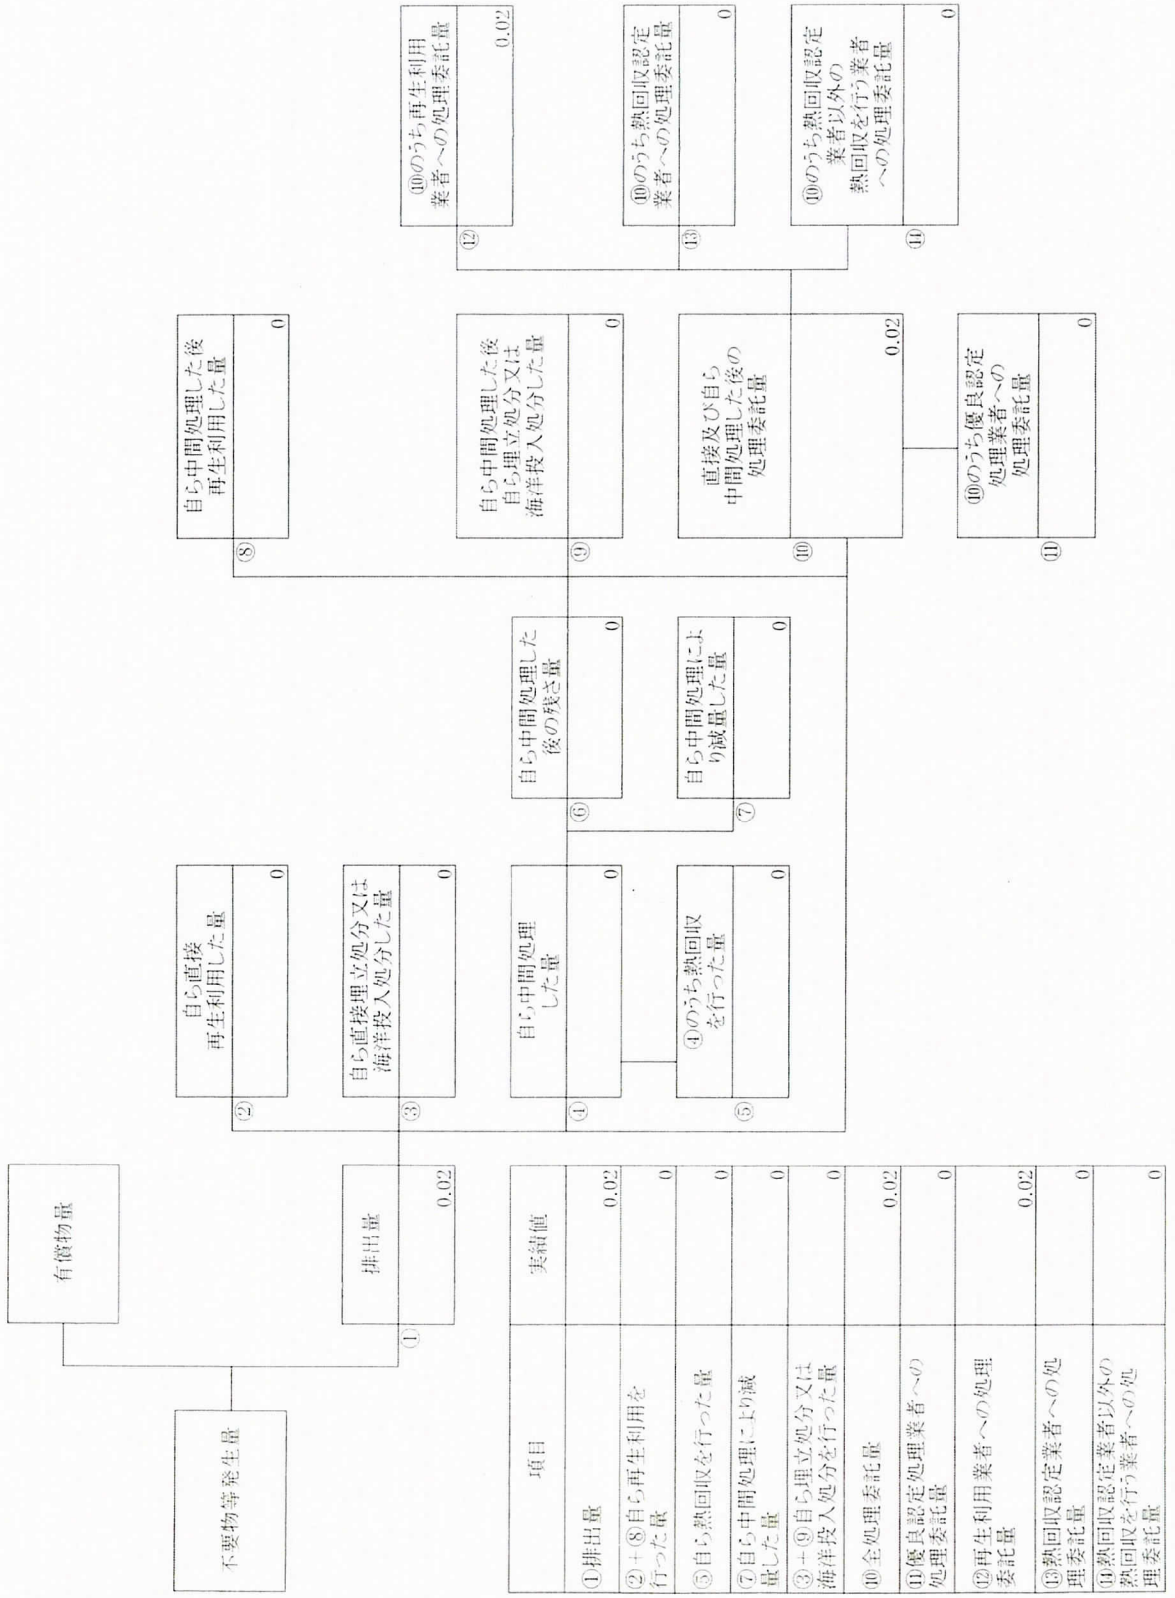 不要物等発生量
有償物量
排出量
①
0.02
自ら直接
再生利用した量
②
0
自ら直接埋立処分又は
海洋投入処分した量
③
0
自ら中間処理
した量
④
0
④のうち熱回収
を行った量
⑤
0
自ら中間処理した
後の残さ量
⑥
0
自ら中間処理によ
り減量した量
⑦
0
自ら中間処理した後
再生利用した量
⑧
0
自ら中間処理した後
自ら埋立処分又は
海洋投入処分した量
⑨
0
直接及び自ら
中間処理した後の
処理委託量
⑩
0.02
⑩のうち優良認定
処理業者への
処理委託量
⑪
0
⑩のうち再生利用
業者への処理委託量
⑫
0.02
⑩のうち熱回収認定
業者への処理委託量
⑬
0
⑩のうち熱回収認定
業者以外の
熱回収を行う業者
への処理委託量
⑭
0
項目
実績値
①排出量
0.02
②+⑧自ら再生利用を
行った量
0
⑤自ら熱回収を行った量
0
⑦自ら中間処理により減
量した量
0
③+⑨自ら埋立処分又は
海洋投入処分を行った量
0
⑩全処理委託量
0.02
⑪優良認定処理業者への
処理委託量
0
⑫再生利用業者への処理
委託量
0.02
⑬熱回収認定業者への処
理委託量
0
⑭熱回収認定業者以外の
熱回収を行う業者への処
理委託量
0